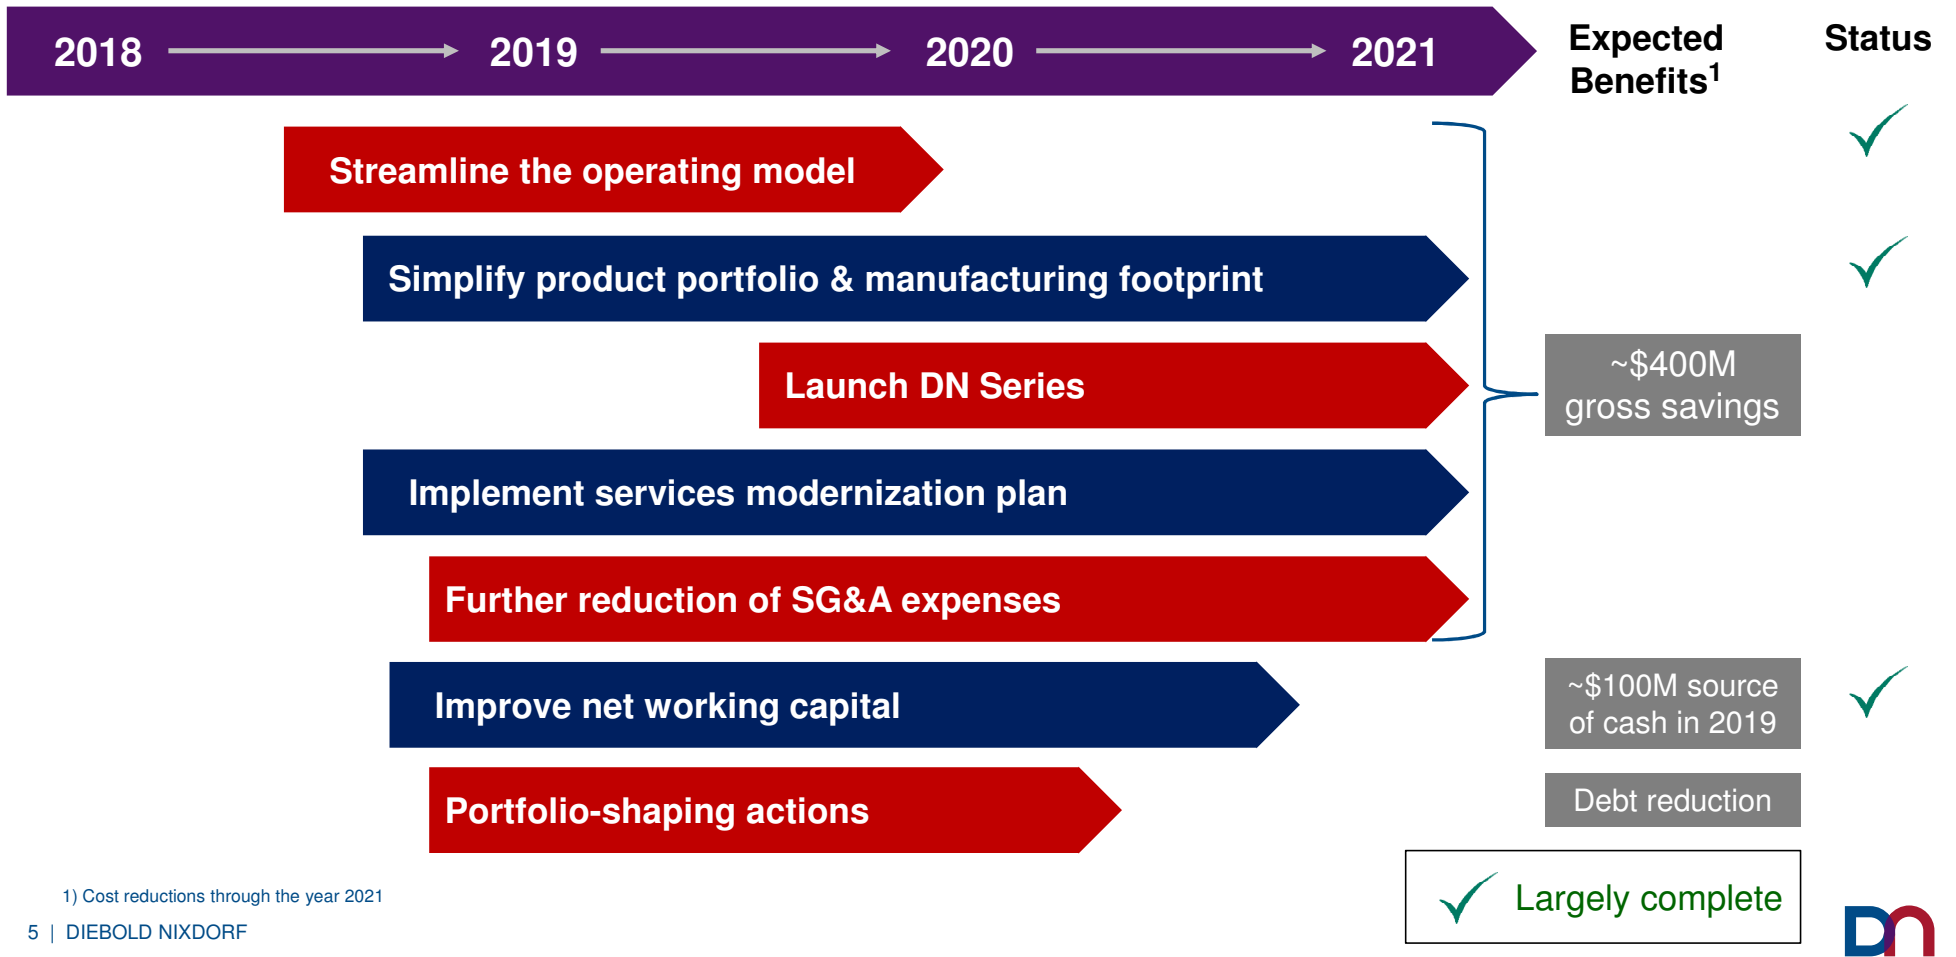 2018 2019 2020 2021
Expected
Benefits1
Status
Streamline the operating model
Simplify product portfolio & manufacturing footprint
Launch DN Series
~$400M
gross savings
Implement services modernization plan
Further reduction of SG&A expenses
Improve net working capital
~$100M source
of cash in 2019
Portfolio-shaping actions
Debt reduction
Largely complete
1) Cost reductions through the year 2021
5 | DIEBOLD NIXDORF
DN